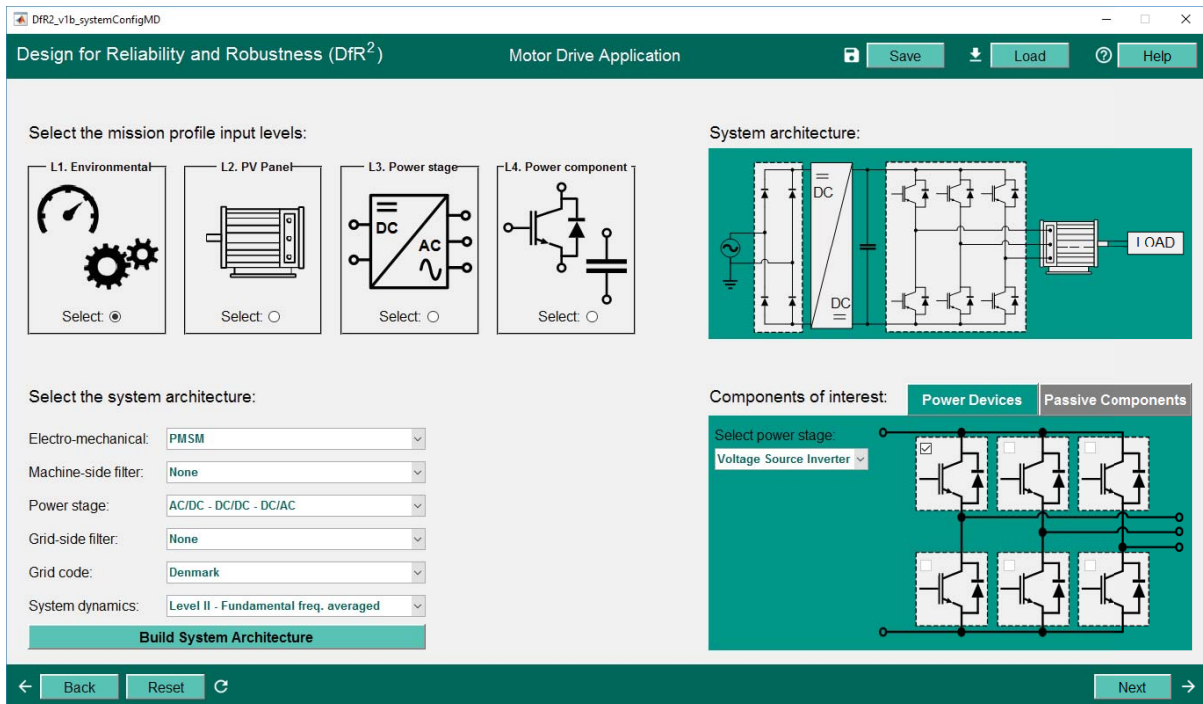 DfR2_v1b_systemConfigMD
Design for Reliability and Robustness (DfR²)
Motor Drive Application
Save
Load
Help
Select the mission profile input levels:
L1. Environmental
L2. PV Panel
L3. Power stage
L4. Power component
DC
AC
Select:
Select:
Select:
Select:
System architecture:
DC
DC
LOAD
Select the system architecture:
Electro-mechanical: PMSM
Machine-side filter: None
Power stage: AC/DC - DC/DC - DC/AC
Grid-side filter: None
Grid code: Denmark
System dynamics: Level II - Fundamental freq. averaged
Build System Architecture
Components of interest:
Power Devices
Passive Components
Select power stage:
Voltage Source Inverter
Back
Reset
Next